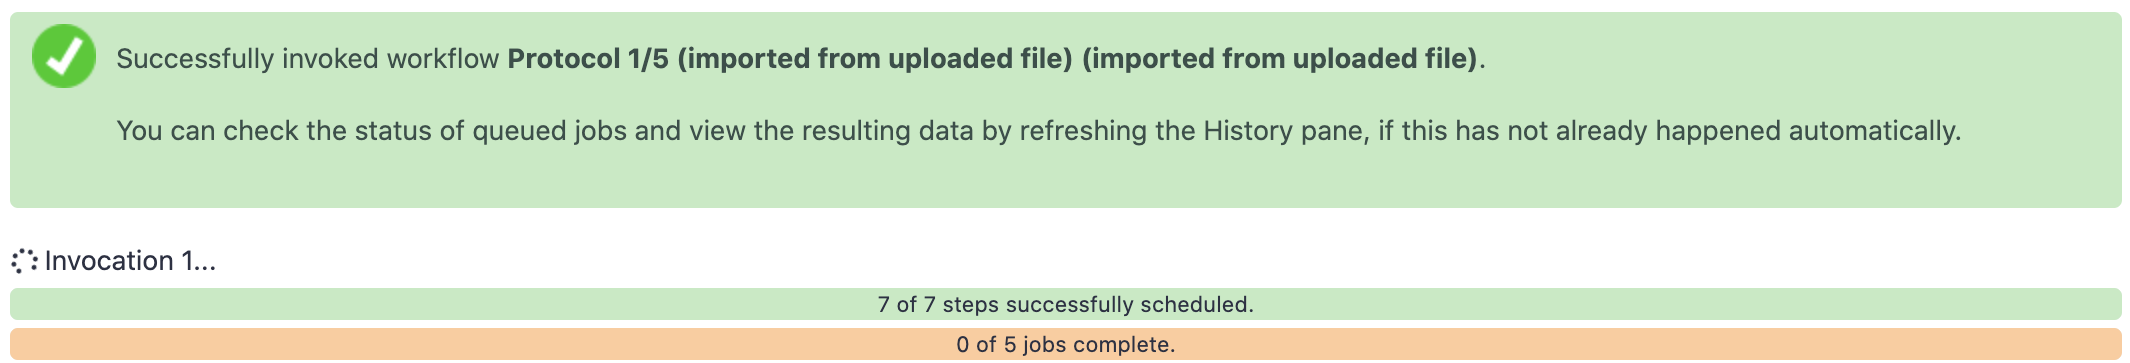 Successfully invoked workflow Protocol 1/5 (imported from uploaded file) (imported from uploaded file).
You can check the status of queued jobs and view the resulting data by refreshing the History pane, if this has not already happened automatically.
Invocation 1...
7 of 7 steps successfully scheduled.
0 of 5 jobs complete.